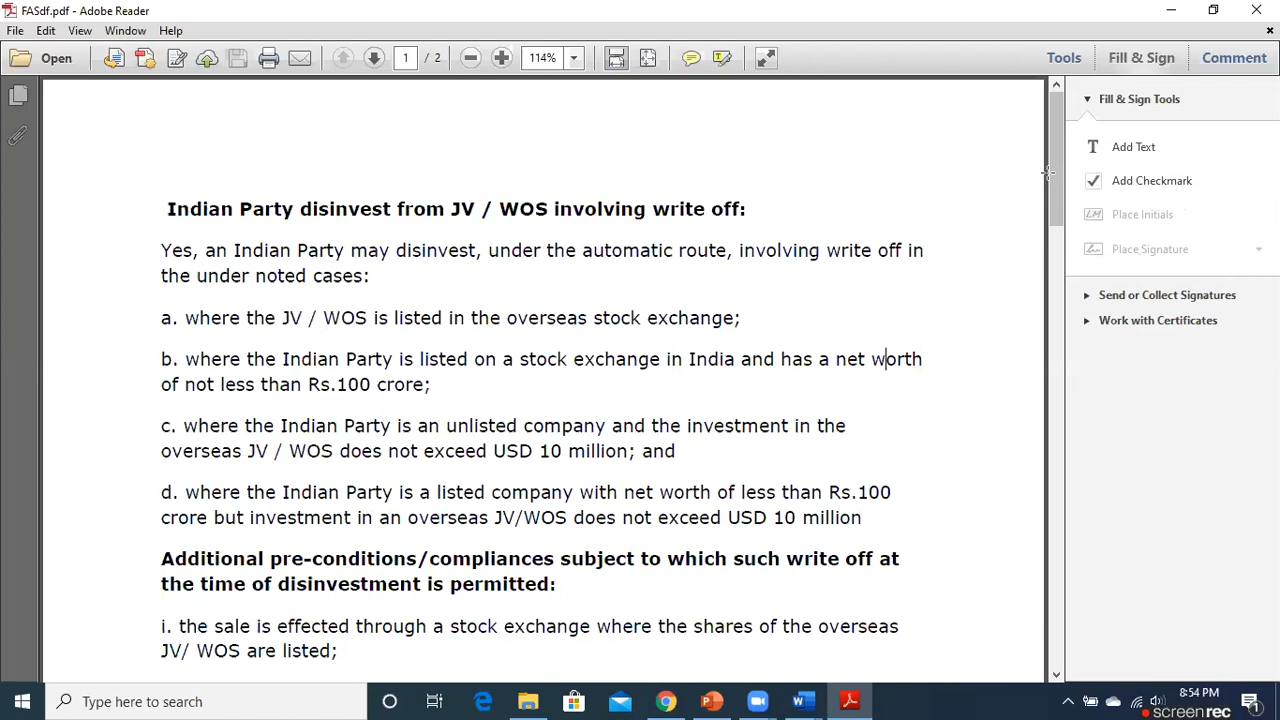 FASdf.pdf - Adobe Reader
File Edit View Window Help
Open 1 / 2 114% Tools Fill & Sign Comment
Fill & Sign Tools
Add Text
Add Checkmark
Place Initials
Place Signature
Send or Collect Signatures
Work with Certificates
Indian Party disinvest from JV / WOS involving write off:
Yes, an Indian Party may disinvest, under the automatic route, involving write off in
the under noted cases:
a. where the JV / WOS is listed in the overseas stock exchange;
b. where the Indian Party is listed on a stock exchange in India and has a net worth
of not less than Rs.100 crore;
c. where the Indian Party is an unlisted company and the investment in the
overseas JV / WOS does not exceed USD 10 million; and
d. where the Indian Party is a listed company with net worth of less than Rs.100
crore but investment in an overseas JV/WOS does not exceed USD 10 million
Additional pre-conditions/compliances subject to which such write off at
the time of disinvestment is permitted:
i. the sale is effected through a stock exchange where the shares of the overseas
JV/ WOS are listed;
Type here to search
8:54 PM
screenrec
1